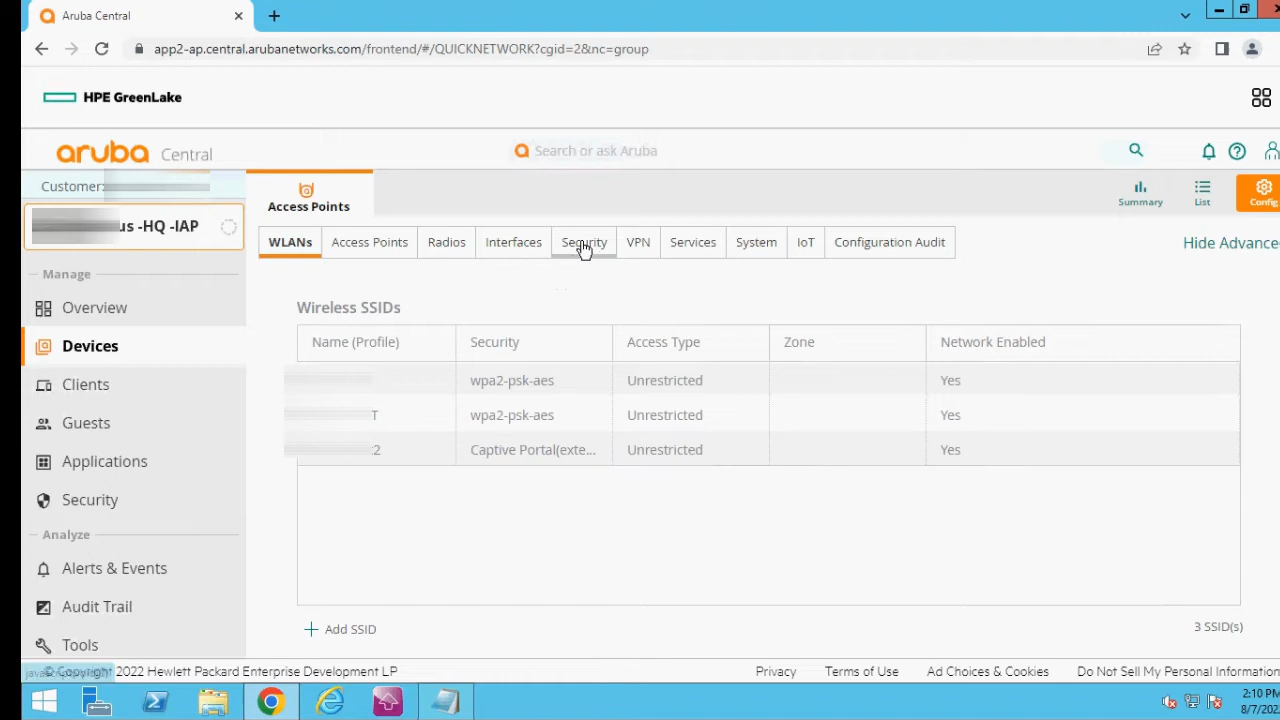 Aruba Central
app2-ap.central.arubanetworks.com/frontend/#/QUICKNETWORK?cgid=2&nc=group
HPE GreenLake
aruba Central
Search or ask Aruba
Customer:
Access Points
Summary
List
Config
us -HQ -IAP
WLANs Access Points Radios Interfaces Security VPN Services System IoT Configuration Audit
Hide Advance
Manage
Overview
Devices
Clients
Guests
Applications
Security
Analyze
Alerts & Events
Audit Trail
Tools
Wireless SSIDs
Name (Profile) Security Access Type Zone Network Enabled
wpa2-psk-aes Unrestricted Yes
T wpa2-psk-aes Unrestricted Yes
:2 Captive Portal(exte... Unrestricted Yes
Add SSID
3 SSID(s)
Copyright 2022 Hewlett Packard Enterprise Development LP
Privacy Terms of Use Ad Choices & Cookies Do Not Sell My Personal Information
2:10 PM
8/7/202